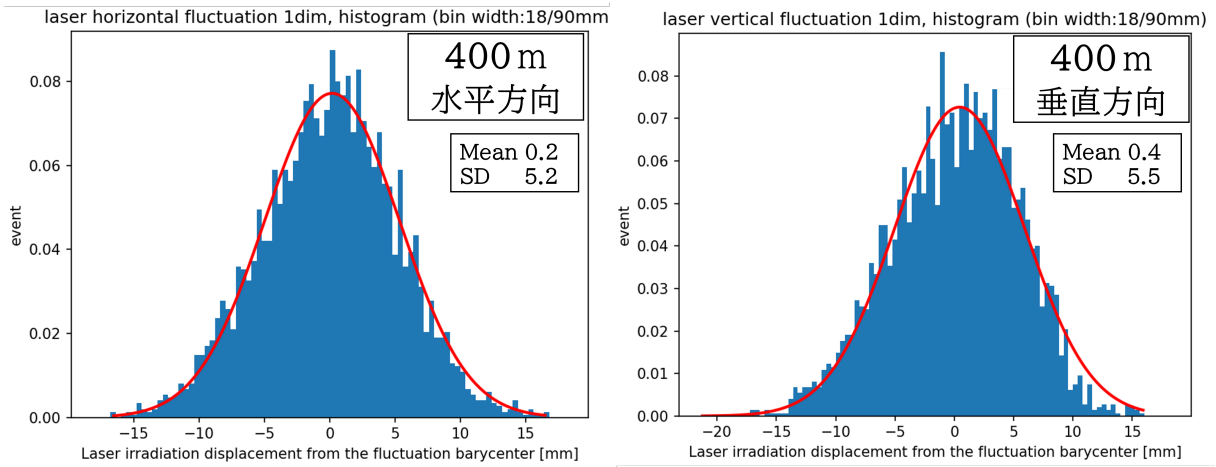 laser horizontal fluctuation 1dim, histogram (bin width:18/90mm
400 m
水平方向
Mean 0.2
SD 5.2
0.08
0.06
0.04
0.02
0.00
event
−15 −10 −5 0 5 10 15
Laser irradiation displacement from the fluctuation barycenter [mm]
laser vertical fluctuation 1dim, histogram (bin width:18/90mm)
400 m
垂直方向
Mean 0.4
SD 5.5
0.08
0.07
0.06
0.05
0.04
0.03
0.02
0.01
0.00
event
−20 −15 −10 −5 0 5 10 15
Laser irradiation displacement from the fluctuation barycenter [mm]